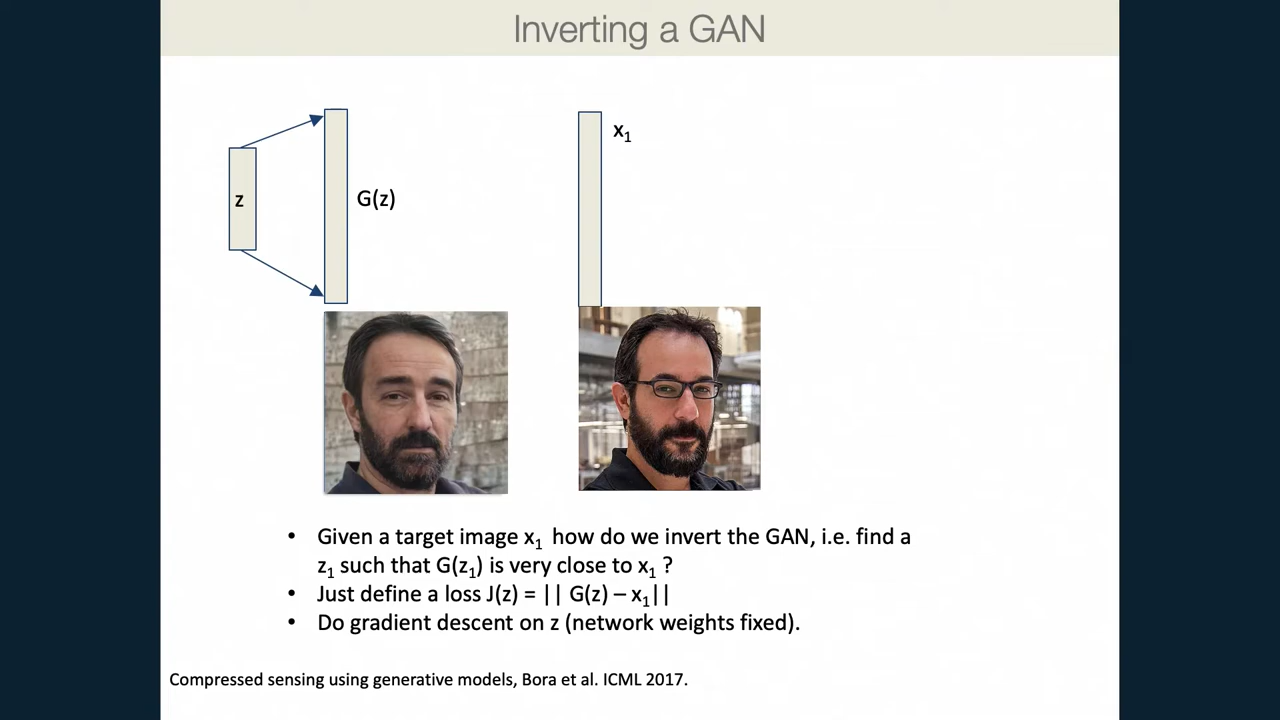 Inverting a GAN
x₁
z
G(z)
• Given a target image x₁ how do we invert the GAN, i.e. find a
z₁ such that G(z₁) is very close to x₁ ?
• Just define a loss J(z) = || G(z) – x₁||
• Do gradient descent on z (network weights fixed).
Compressed sensing using generative models, Bora et al. ICML 2017.